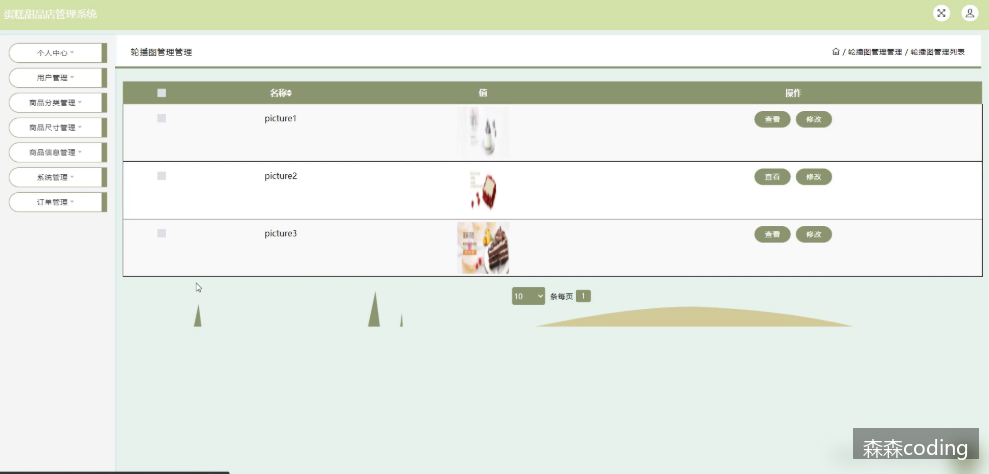 蛋糕甜品店管理系统
个人中心
用户管理
商品分类管理
商品尺寸管理
商品信息管理
系统管理
订单管理
轮播图管理管理
/ 轮播图管理管理 / 轮播图管理列表
名称 值 操作
picture1 查看 修改
picture2 查看 修改
picture3 查看 修改
10 条每页 1
森森coding